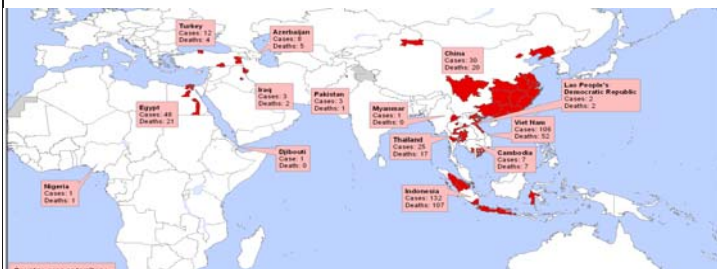 Turkey
Cases: 12
Deaths: 4
Azerbaijan
Cases: 8
Deaths: 5
China
Cases: 30
Deaths: 20
Lao People's
Democratic Republic
Cases: 2
Deaths: 2
Iraq
Cases: 3
Deaths: 2
Pakistan
Cases: 3
Deaths: 1
Egypt
Cases:
Deaths: 21
Myanmar
Cases: 1
Deaths: 0
Viet Nam
Cases: 106
Deaths: 52
Thailand
Cases: 25
Deaths: 17
Djibouti
Cases: 1
Death: 0
Cambodia
Cases: 7
Deaths: 7
Nigeria
Cases: 1
Deaths: 1
Indonesia
Cases: 132
Deaths: 107